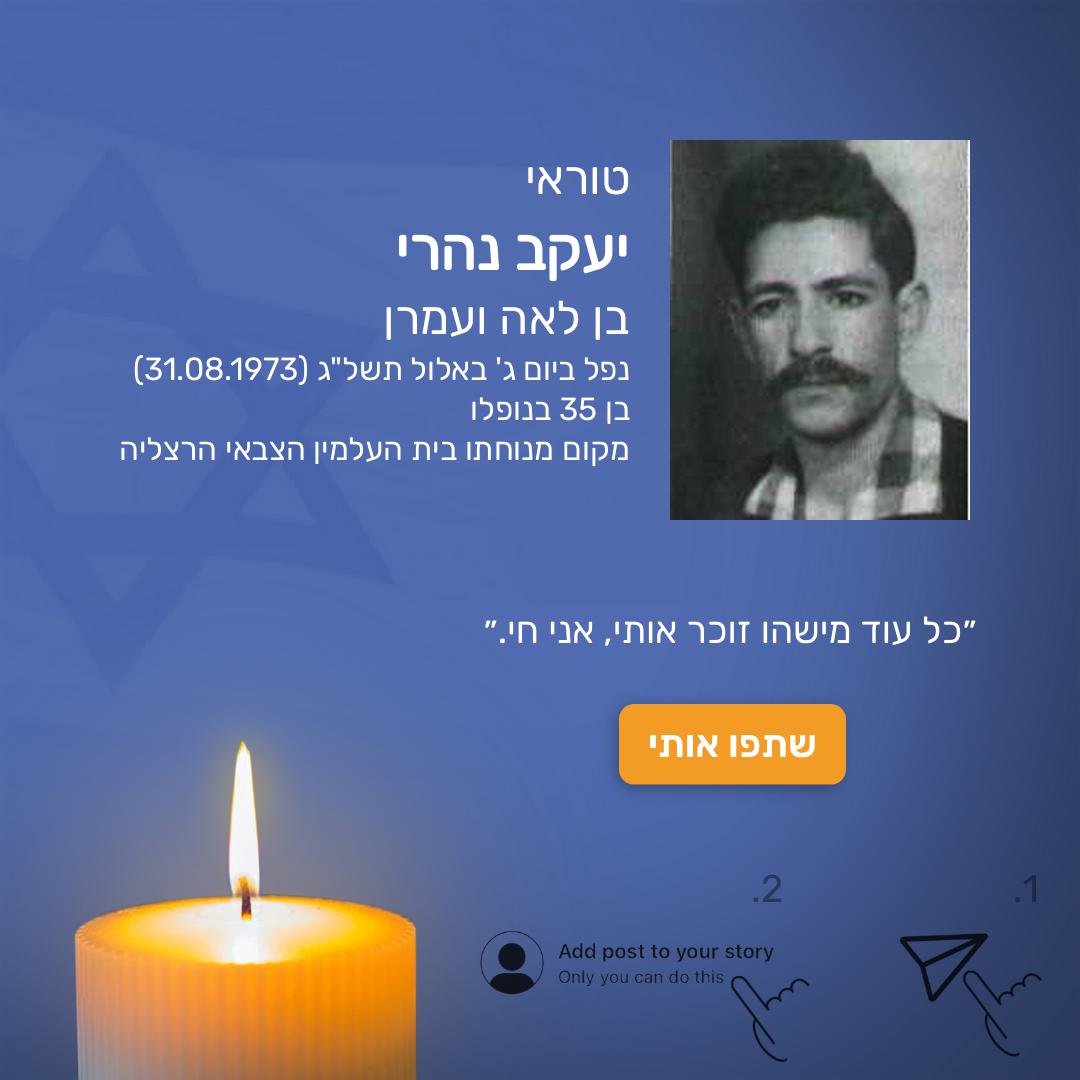 טוראי
יעקב נהרי
בן לאה ועמרן
נפל ביום ג' באלול תשל"ג (31.08.1973)
בן 35 בנופלו
מקום מנוחתו בית העלמין הצבאי הרצליה
״כל עוד מישהו זוכר אותי, אני חי.״
שתפו אותי
1.
2.
Add post to your story
Only you can do this